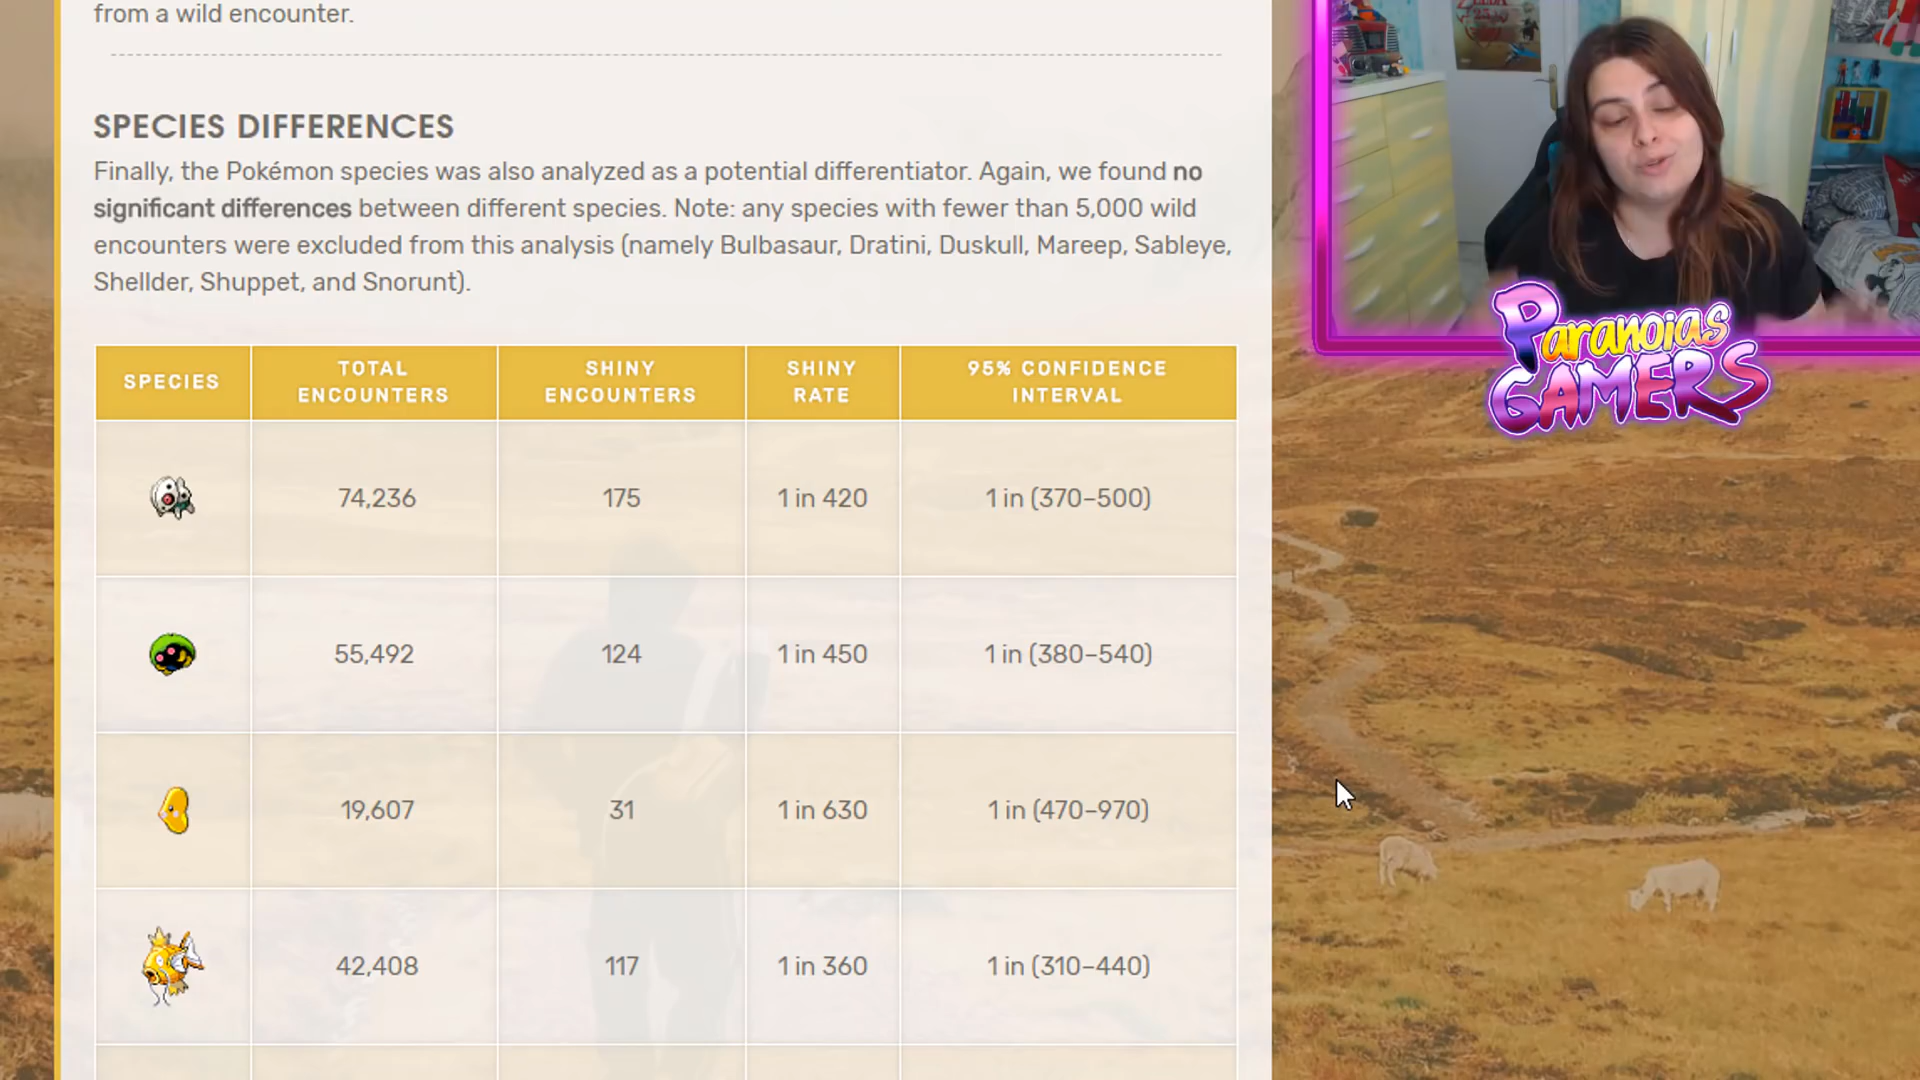 from a wild encounter.
SPECIES DIFFERENCES
Finally, the Pokémon species was also analyzed as a potential differentiator. Again, we found no
significant differences between different species. Note: any species with fewer than 5,000 wild
encounters were excluded from this analysis (namely Bulbasaur, Dratini, Duskull, Mareep, Sableye,
Shellder, Shuppet, and Snorunt).
SPECIES TOTAL ENCOUNTERS SHINY ENCOUNTERS SHINY RATE 95% CONFIDENCE INTERVAL
74,236 175 1 in 420 1 in (370–500)
55,492 124 1 in 450 1 in (380–540)
19,607 31 1 in 630 1 in (470–970)
42,408 117 1 in 360 1 in (310–440)
Paranoias
GAMERS